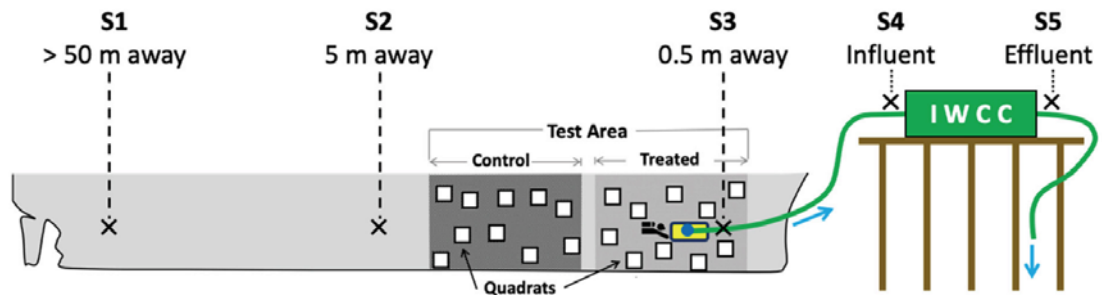 S1
> 50 m away
S2
5 m away
S3
0.5 m away
S4
Influent
S5
Effluent
IWCC
Test Area
Control
Treated
Quadrats